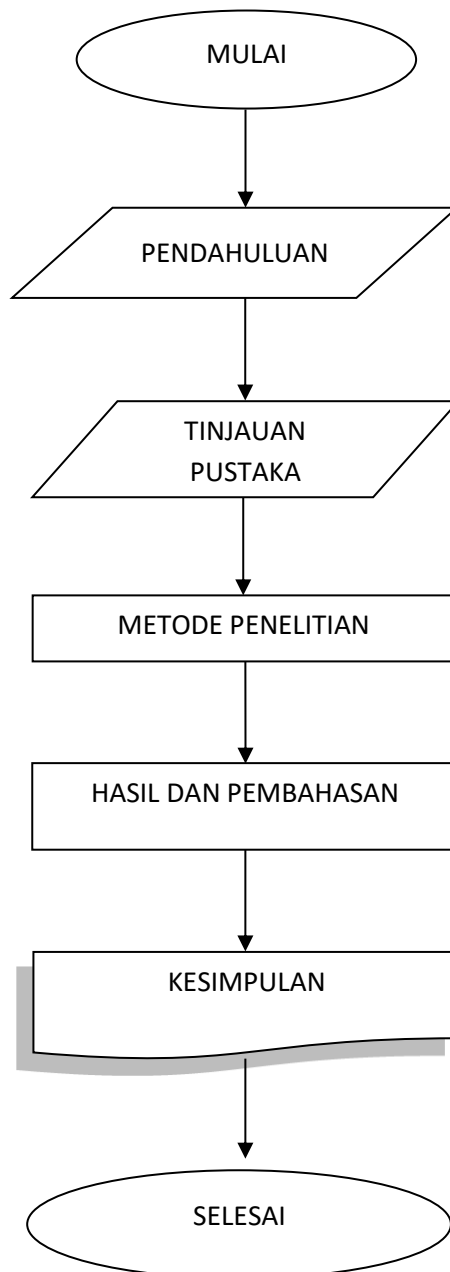 MULAI
PENDAHULUAN
TINJAUAN
PUSTAKA
METODE PENELITIAN
HASIL DAN PEMBAHASAN
KESIMPULAN
SELESAI